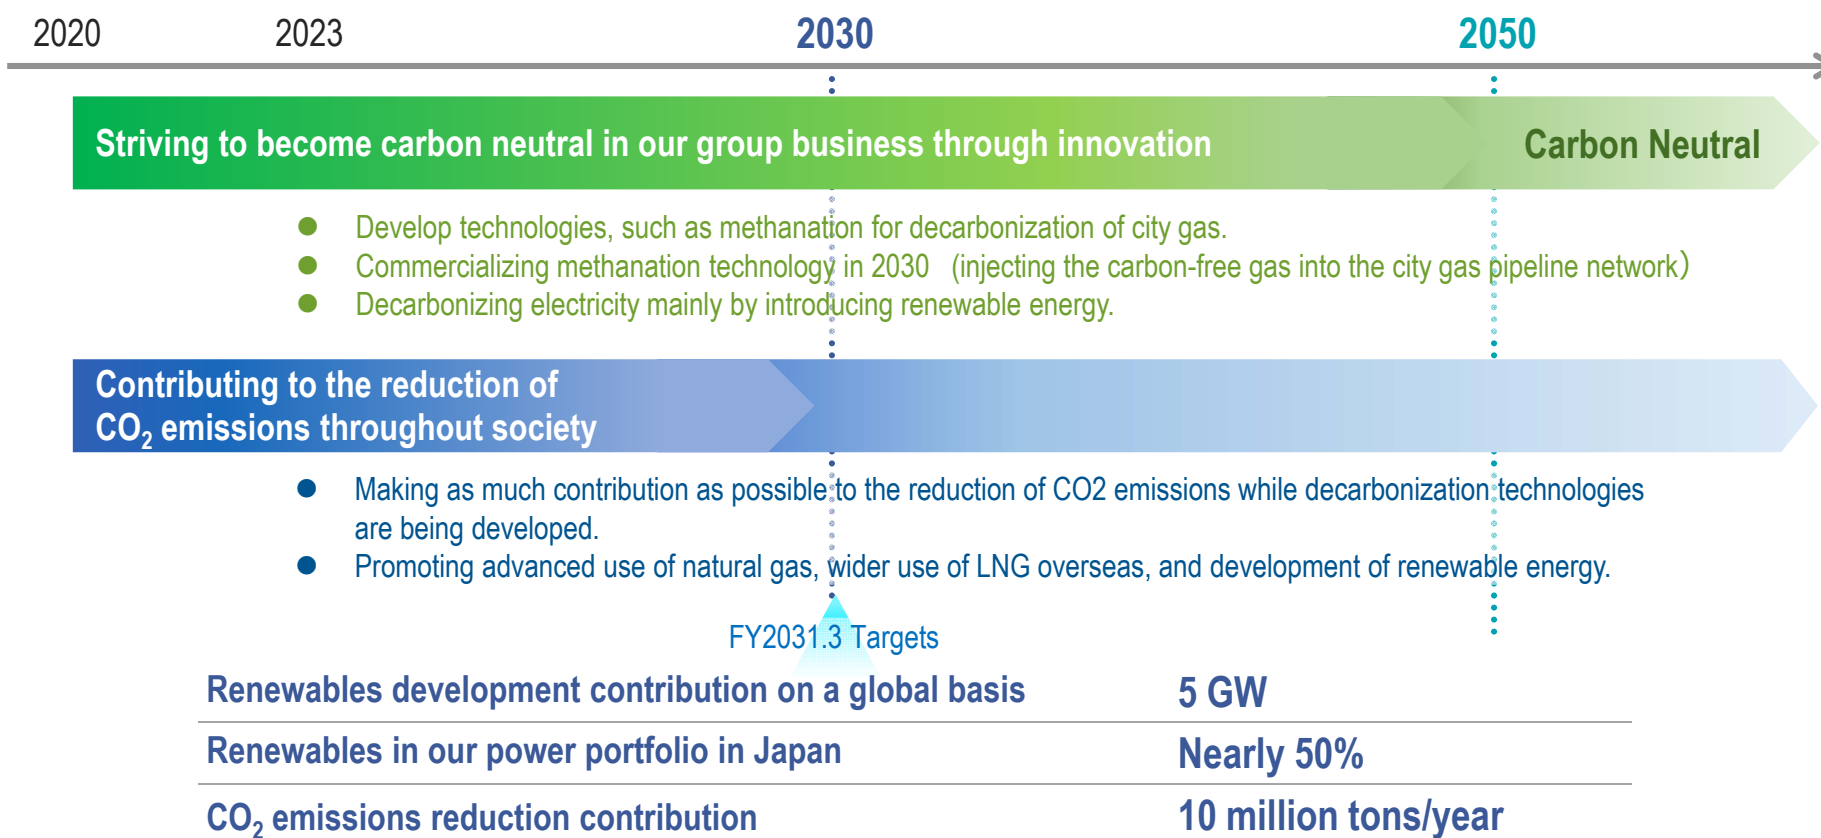 2020 2023 2030 2050
Striving to become carbon neutral in our group business through innovation Carbon Neutral
● Develop technologies, such as methanation for decarbonization of city gas.
● Commercializing methanation technology in 2030 (injecting the carbon-free gas into the city gas pipeline network）
● Decarbonizing electricity mainly by introducing renewable energy.
Contributing to the reduction of
CO₂ emissions throughout society
● Making as much contribution as possible to the reduction of CO2 emissions while decarbonization technologies
are being developed.
● Promoting advanced use of natural gas, wider use of LNG overseas, and development of renewable energy.
FY2031.3 Targets
Renewables development contribution on a global basis 5 GW
Renewables in our power portfolio in Japan Nearly 50%
CO₂ emissions reduction contribution 10 million tons/year